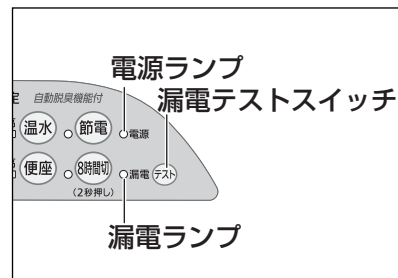 電源ランプ
漏電テストスイッチ
定 自動脱臭機能付
温水 節電 電源
便座 8時間切 漏電 テスト
(2秒押し)
漏電ランプ